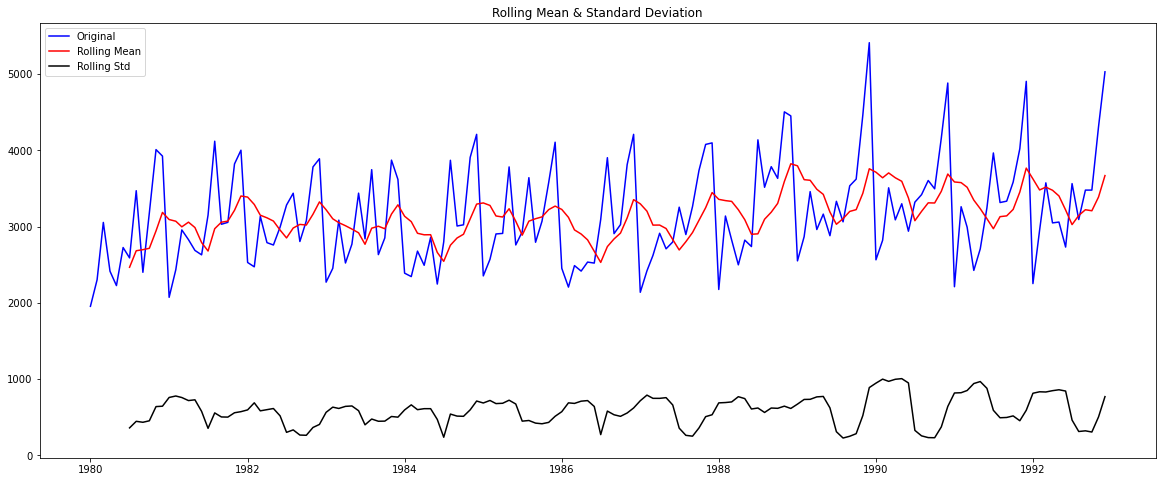 Rolling Mean & Standard Deviation
Original
Rolling Mean
Rolling Std
5000
4000
3000
2000
1000
0
1980 1982 1984 1986 1988 1990 1992